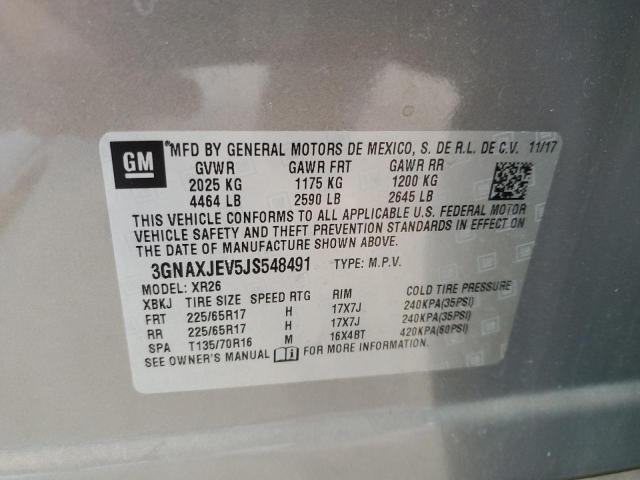 GM *MFD BY GENERAL MOTORS DE MEXICO, S. DE R.L. DE C.V. 11/17
GVWR GAWR FRT GAWR RR
2025 KG 1175 KG 1200 KG
4464 LB 2590 LB 2645 LB
THIS VEHICLE CONFORMS TO ALL APPLICABLE U.S. FEDERAL MOTOR
VEHICLE SAFETY AND THEFT PREVENTION STANDARDS IN EFFECT ON
THE DATE OF MANUFACTURE SHOWN ABOVE.
3GNAXJEV5JS548491 TYPE: M.P.V.
MODEL: XR26
XBKJ TIRE SIZE SPEED RTG RIM COLD TIRE PRESSURE
FRT 225/65R17 H 17X7J 240KPA(35PSI)
RR 225/65R17 H 17X7J 240KPA(35PSI)
SPA T135/70R16 M 16X4BT 420KPA(60PSI)
SEE OWNER'S MANUAL FOR MORE INFORMATION.